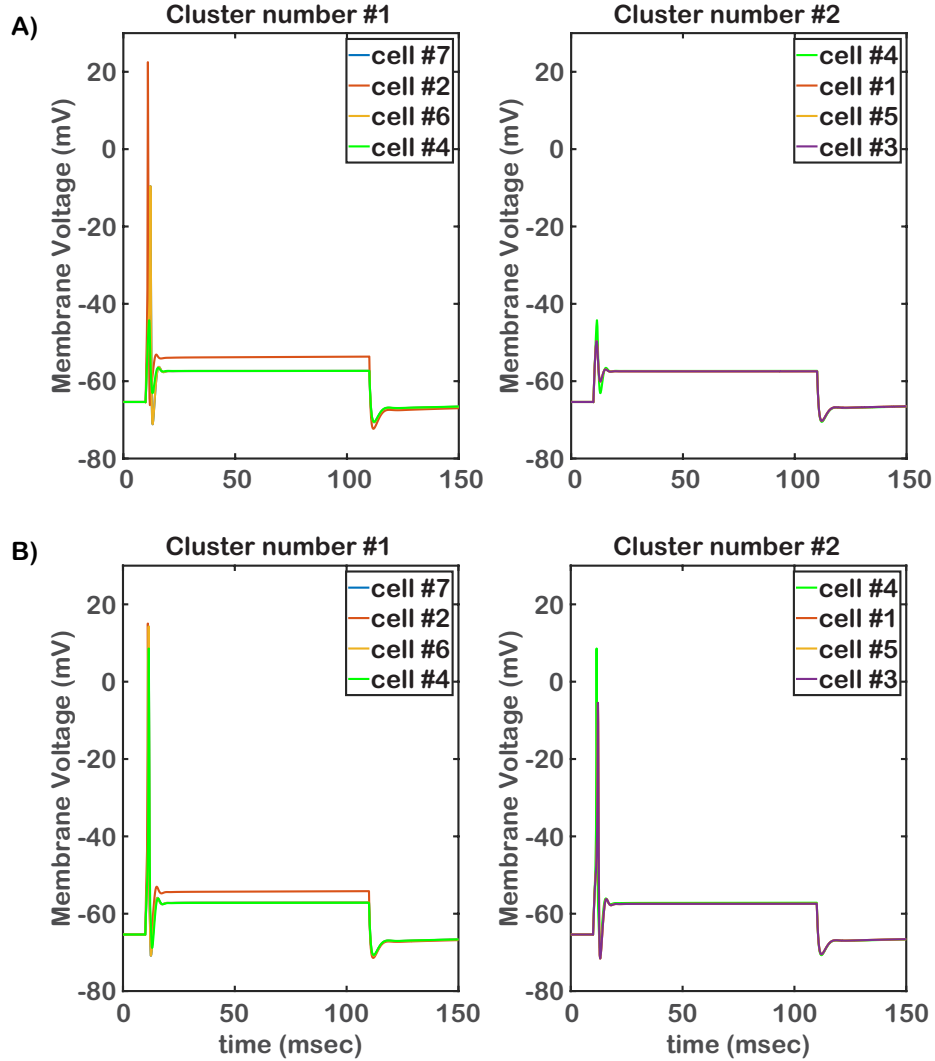 A)
Cluster number #1
Membrane Voltage (mV)
20
0
-20
-40
-60
-80
0
50
100
150
cell #7
cell #2
cell #6
cell #4
Cluster number #2
Membrane Voltage (mV)
20
0
-20
-40
-60
-80
0
50
100
150
cell #4
cell #1
cell #5
cell #3
B)
Cluster number #1
Membrane Voltage (mV)
20
0
-20
-40
-60
-80
0
50
100
150
time (msec)
cell #7
cell #2
cell #6
cell #4
Cluster number #2
Membrane Voltage (mV)
20
0
-20
-40
-60
-80
0
50
100
150
time (msec)
cell #4
cell #1
cell #5
cell #3